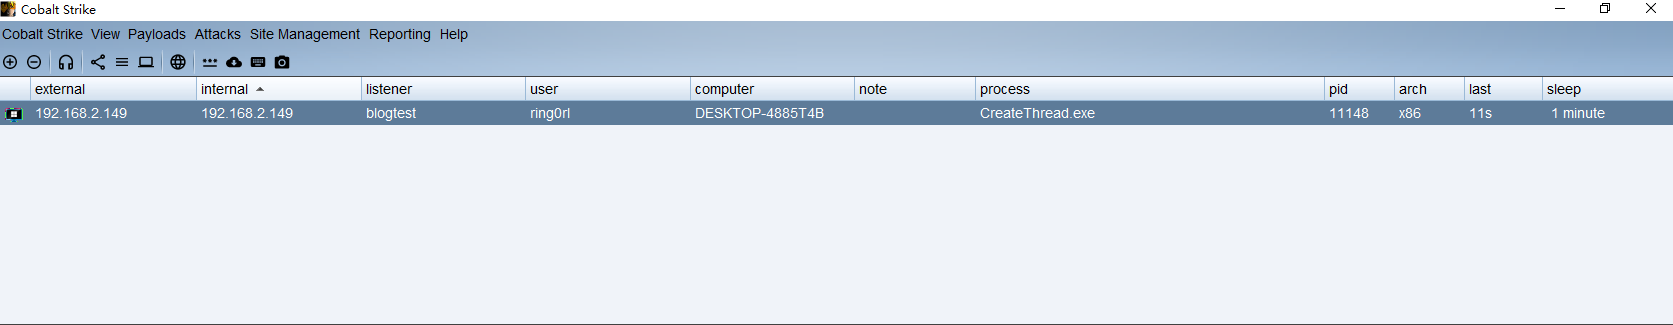 Cobalt Strike
Cobalt Strike View Payloads Attacks Site Management Reporting Help
external internal listener user computer note process pid arch last sleep
192.168.2.149 192.168.2.149 blogtest ring0rl DESKTOP-4885T4B CreateThread.exe 11148 x86 11s 1 minute